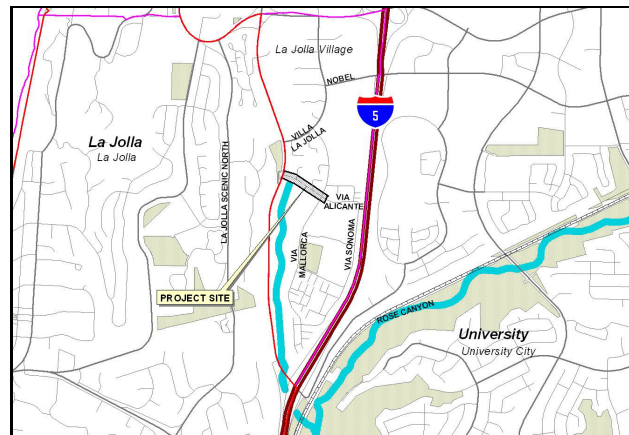 La Jolla Village
NOBEL
5
VILLA
LA JOLLA
La Jolla
La Jolla
LA JOLLA SCENIC NORTH
VIA
ALICANTE
VIA
MALLORCA
VIA SONOMA
PROJECT SITE
ROSE CANYON
University
University City